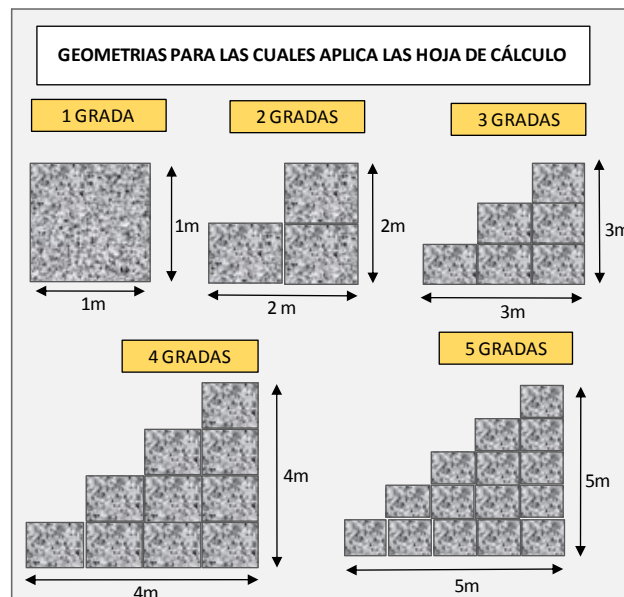 GEOMETRIAS PARA LAS CUALES APLICA LAS HOJA DE CÁLCULO
1 GRADA
2 GRADAS
3 GRADAS
1m
1m
2m
2 m
3m
3m
4 GRADAS
5 GRADAS
4m
4m
5m
5m